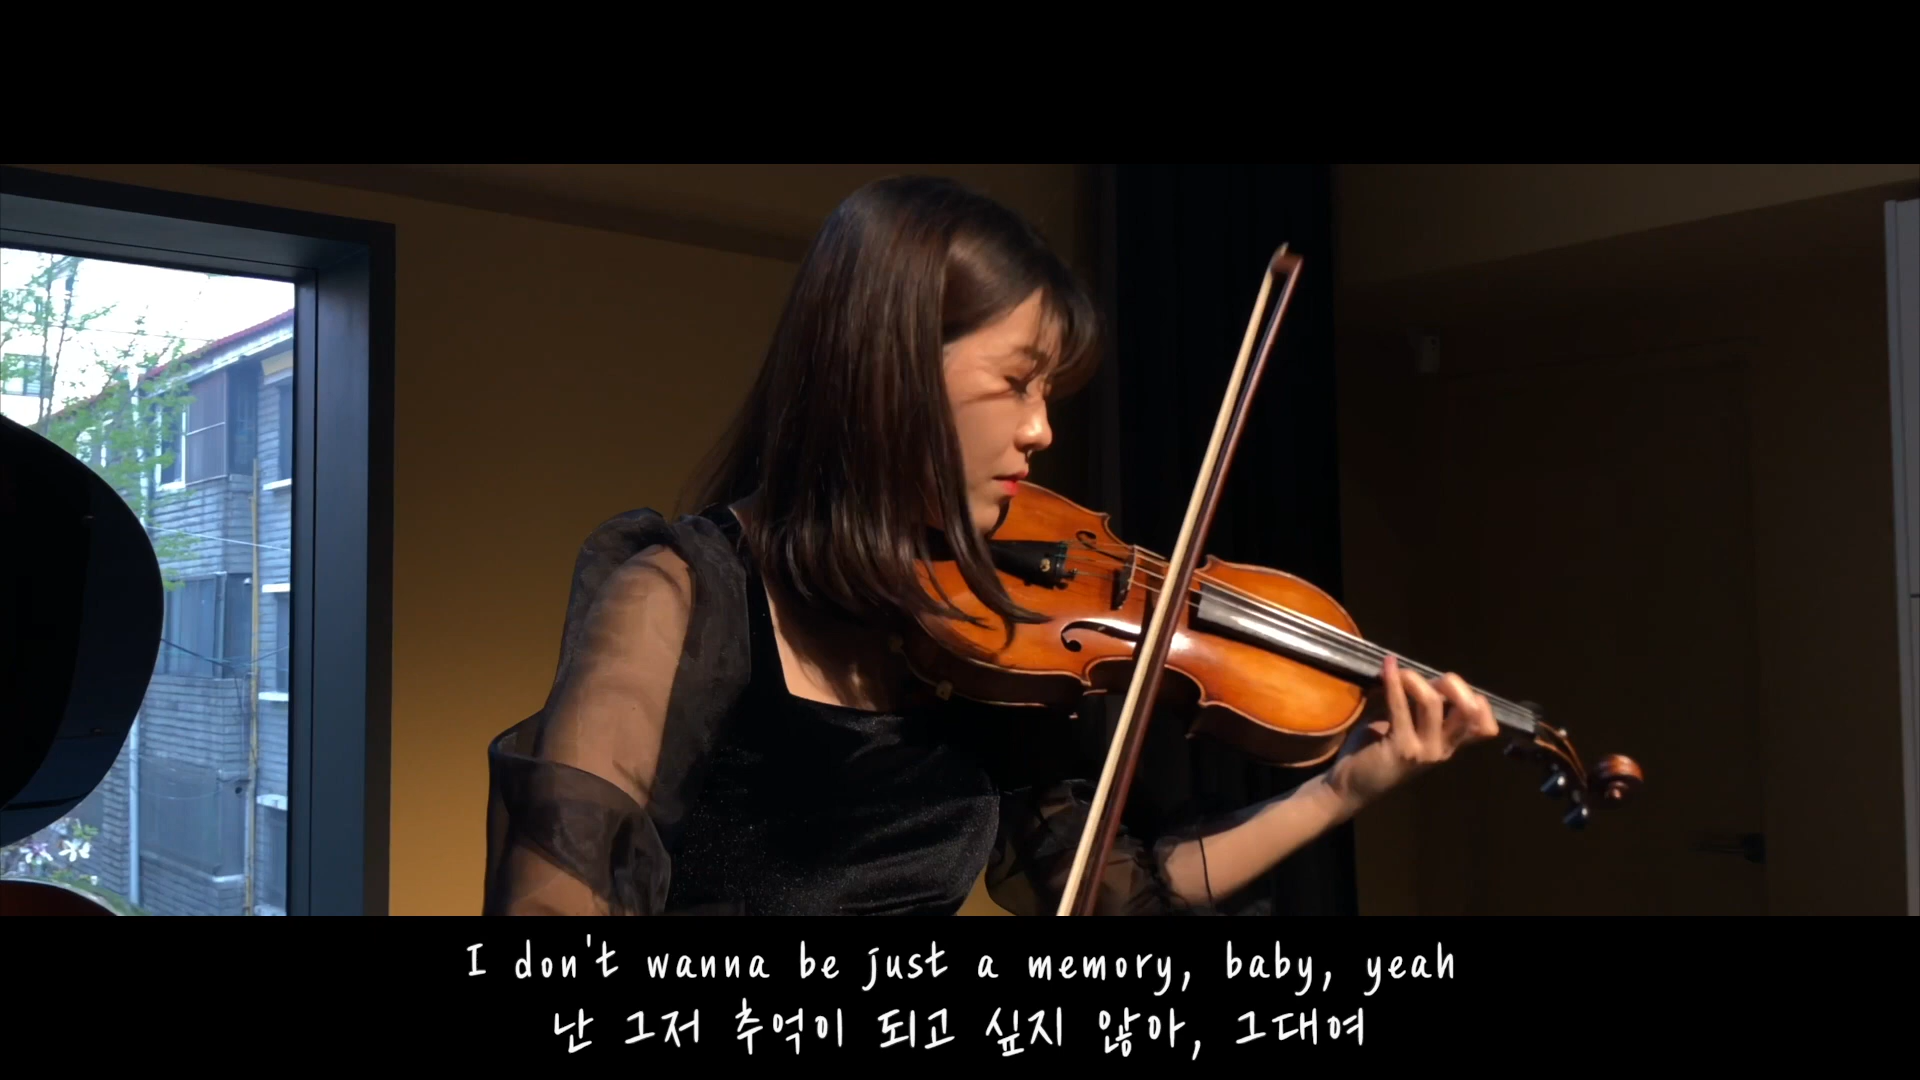 I don't wanna be just a memory, baby, yeah
난 그저 추억이 되고 싶지 않아, 그대여